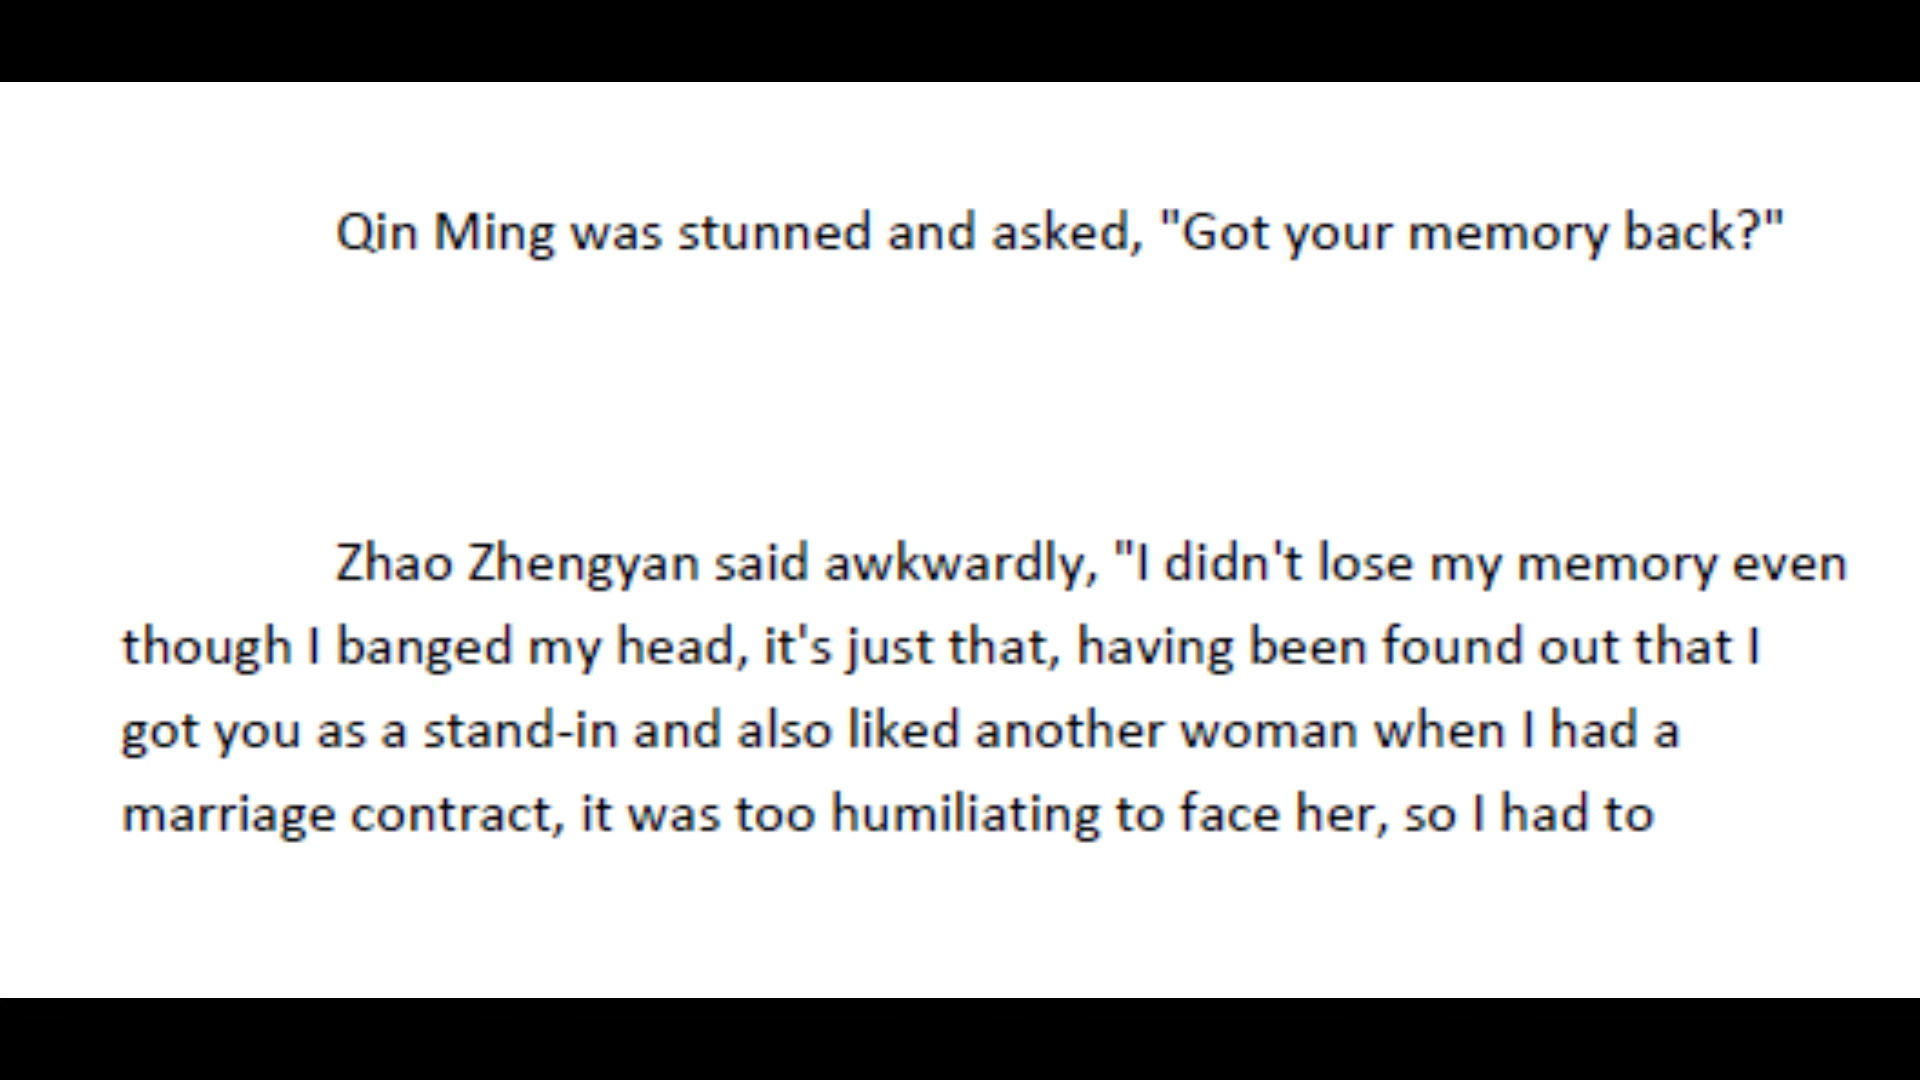 Qin Ming was stunned and asked, "Got your memory back?"
Zhao Zhengyan said awkwardly, "I didn't lose my memory even
though I banged my head, it's just that, having been found out that I
got you as a stand-in and also liked another woman when I had a
marriage contract, it was too humiliating to face her, so I had to